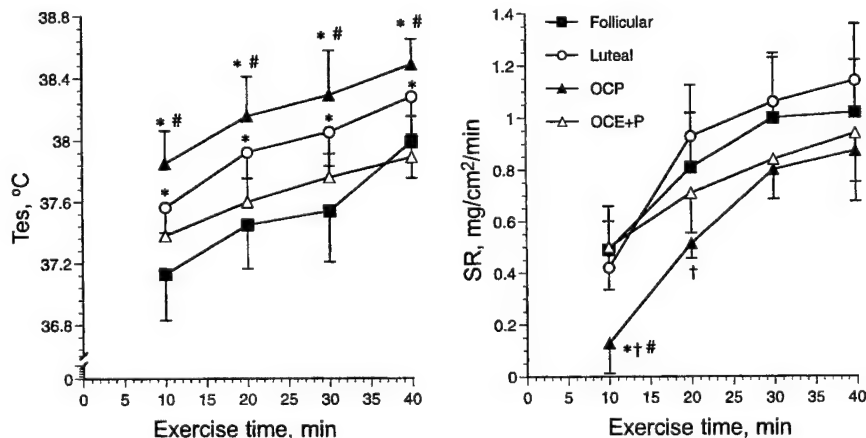 38.8
38.4
38
37.6
37.2
36.8
0
Tes, ºC
* # * # * # * #
* * * *
0 5 10 15 20 25 30 35 40
Exercise time, min
1.4
1.2
1
0.8
0.6
0.4
0.2
0
SR, mg/cm²/min
Follicular
Luteal
OCP
OCE+P
†
*† #
0 5 10 15 20 25 30 35 40
Exercise time, min